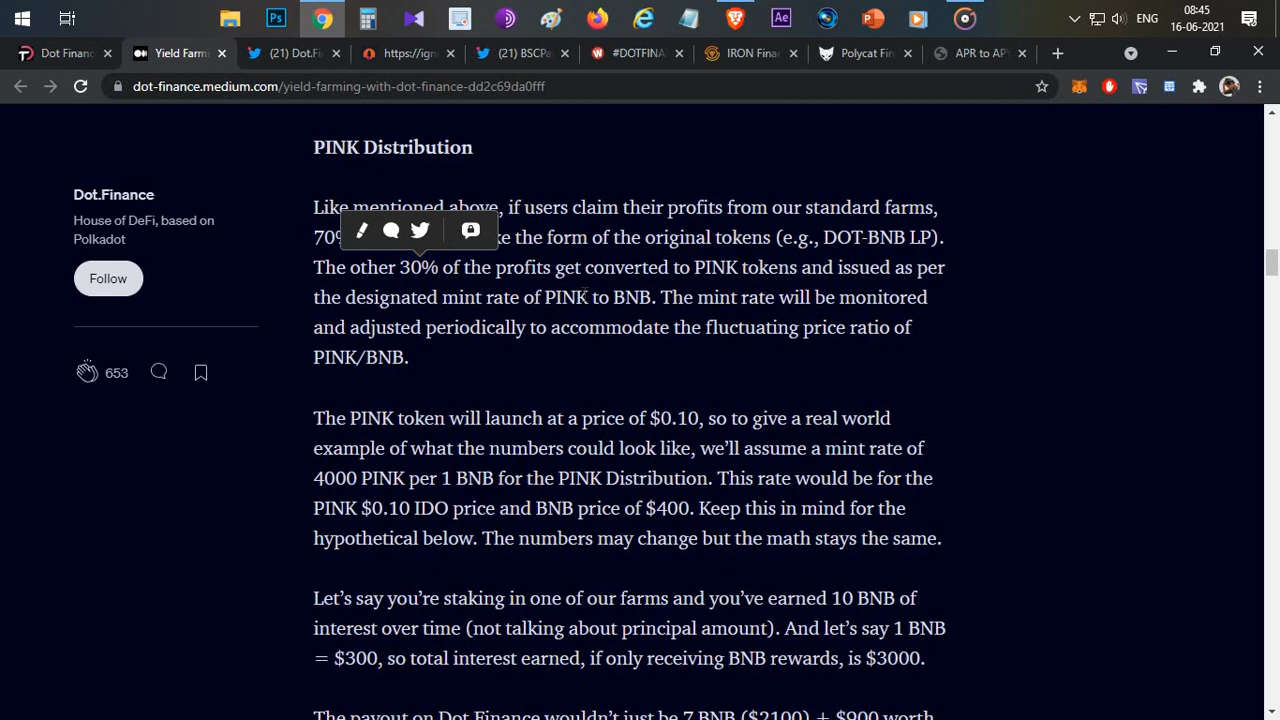 08:45
ENG
16-06-2021
Dot Financ
Yield Farmi
(21) Dot.Fi
https://ign
(21) BSCPa
#DOTFINA
IRON Finan
Polycat Fin
APR to APY
dot-finance.medium.com/yield-farming-with-dot-finance-dd2c69da0fff
PINK Distribution
Dot.Finance
House of DeFi, based on
Polkadot
Follow
653
Like mentioned above, if users claim their profits from our standard farms,
ke the form of the original tokens (e.g., DOT-BNB LP).
The other 30% of the profits get converted to PINK tokens and issued as per
the designated mint rate of PINK to BNB. The mint rate will be monitored
and adjusted periodically to accommodate the fluctuating price ratio of
PINK/BNB.
The PINK token will launch at a price of $0.10, so to give a real world
example of what the numbers could look like, we’ll assume a mint rate of
4000 PINK per 1 BNB for the PINK Distribution. This rate would be for the
PINK $0.10 IDO price and BNB price of $400. Keep this in mind for the
hypothetical below. The numbers may change but the math stays the same.
Let’s say you’re staking in one of our farms and you’ve earned 10 BNB of
interest over time (not talking about principal amount). And let’s say 1 BNB
= $300, so total interest earned, if only receiving BNB rewards, is $3000.
The payout on Dot Finance wouldn’t just be 7 BNB ($2100) + $900 worth